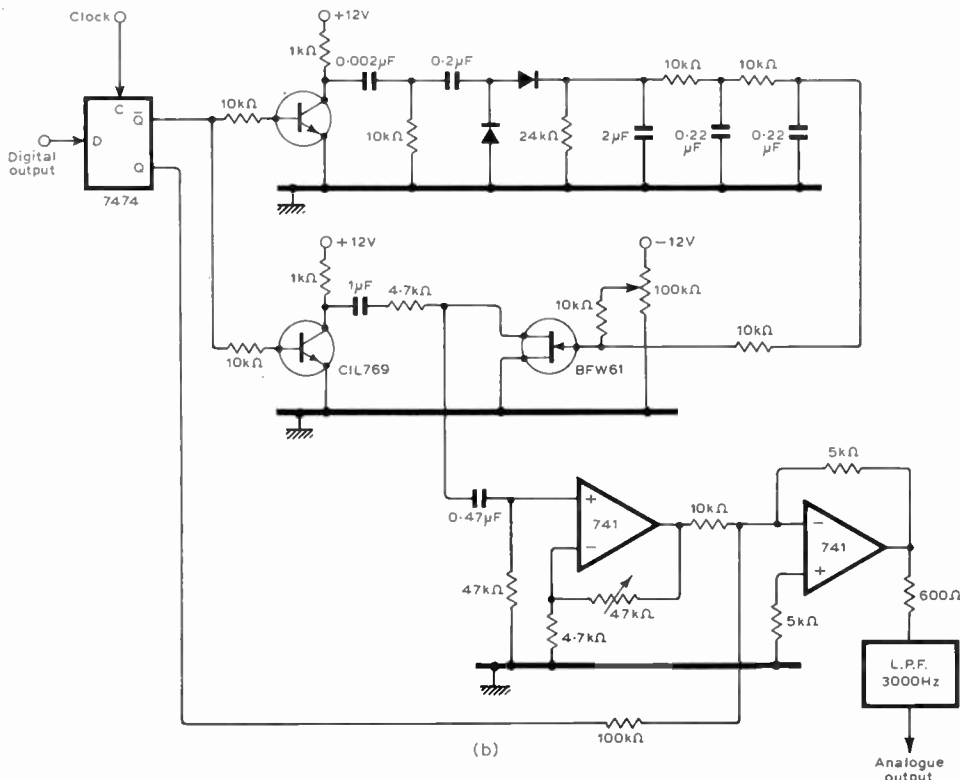 Clock
+12V
1kΩ
0·002µF
0·2µF
10kΩ
10kΩ
C
Q̅
10kΩ
D
10kΩ
24kΩ
2µF
0·22
µF
0·22
µF
Digital
output
Q
7474
+12V
-12V
1kΩ
1µF
4·7kΩ
10kΩ
100kΩ
10kΩ
10kΩ
CIL769
BFW61
5kΩ
0·47µF
+
741
-
10kΩ
-
741
+
47kΩ
47kΩ
4·7kΩ
5kΩ
600Ω
L.P.F.
3000Hz
100kΩ
(b)
Analogue
output